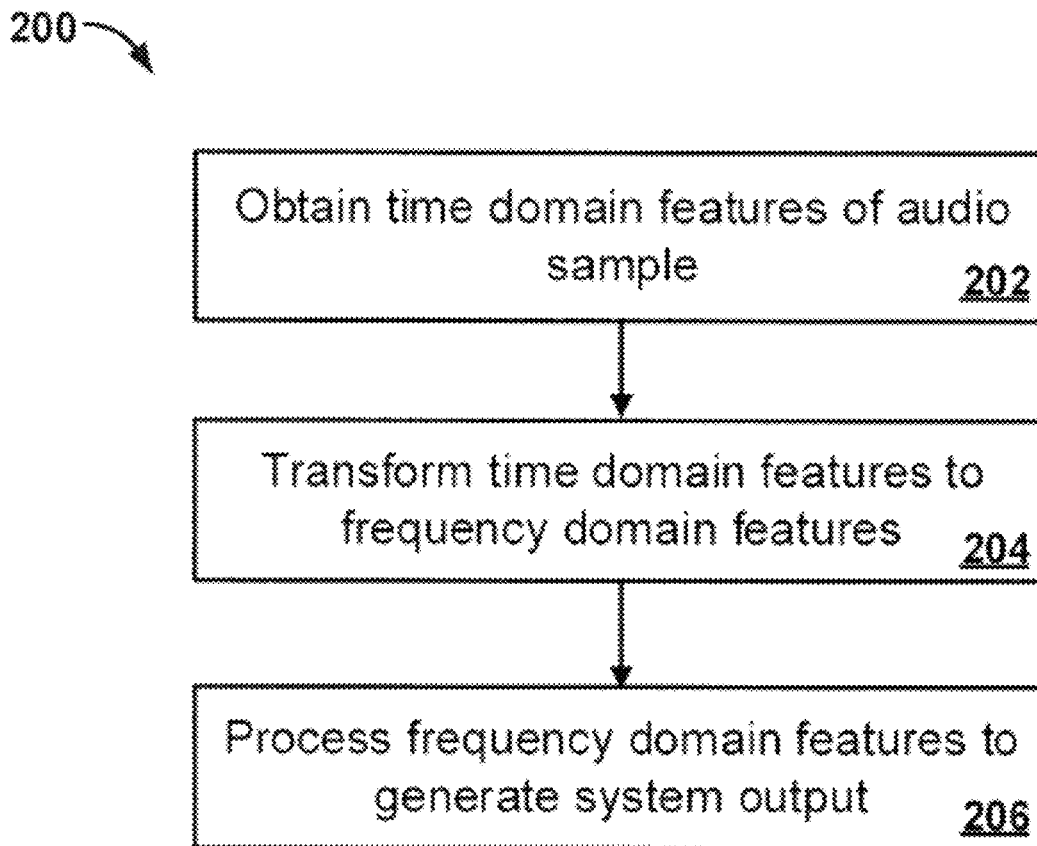 200
Obtain time domain features of audio
sample
202
Transform time domain features to
frequency domain features
204
Process frequency domain features to
generate system output
206